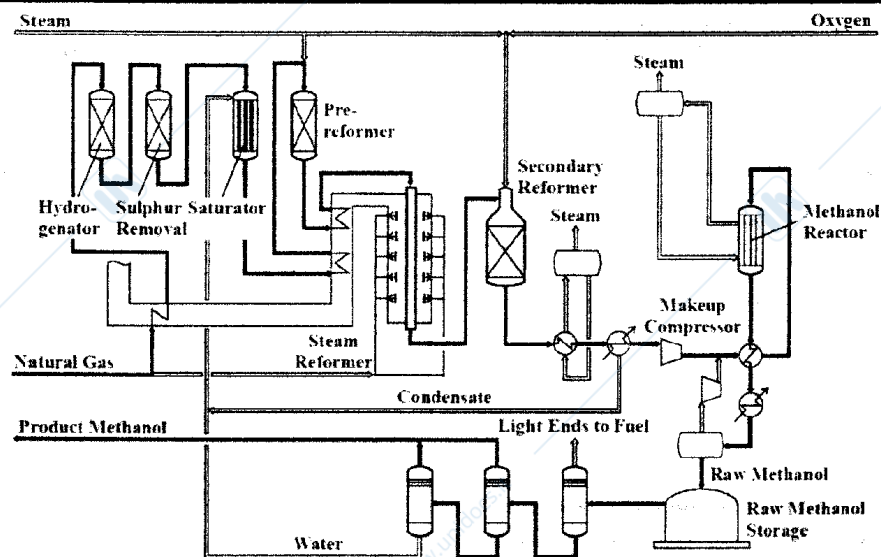 Steam
Oxygen
Steam
Pre-
reformer
Secondary
Reformer
Hydro-
genator
Sulphur
Removal
Saturator
Steam
Methanol
Reactor
Makeup
Compressor
Steam
Reformer
Natural Gas
Condensate
Product Methanol
Light Ends to Fuel
Raw Methanol
Raw Methanol
Storage
Water